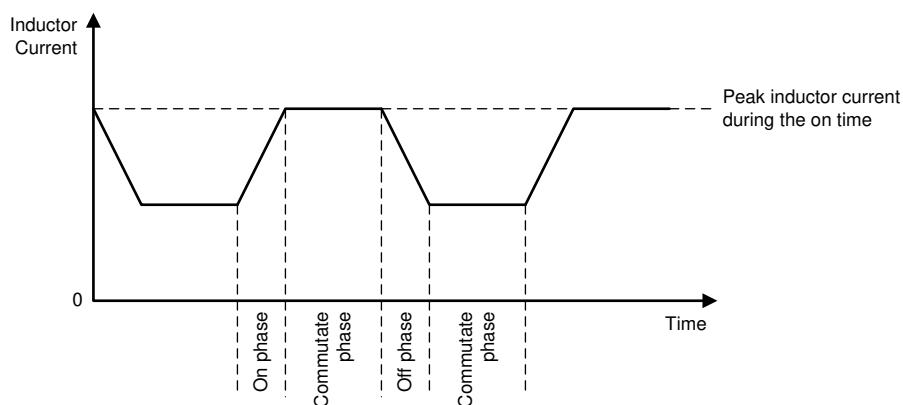 Inductor
Current
Peak inductor current
during the on time
0
Time
On phase
Commutate
phase
Off phase
Commutate
phase